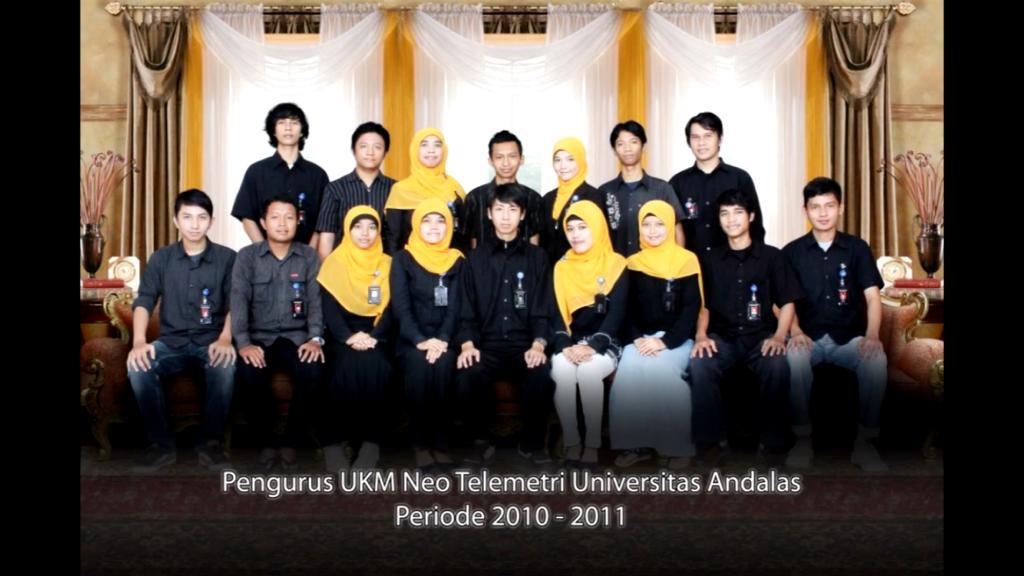 Pengurus UKM Neo Telemetri Universitas Andalas
Periode 2010 - 2011